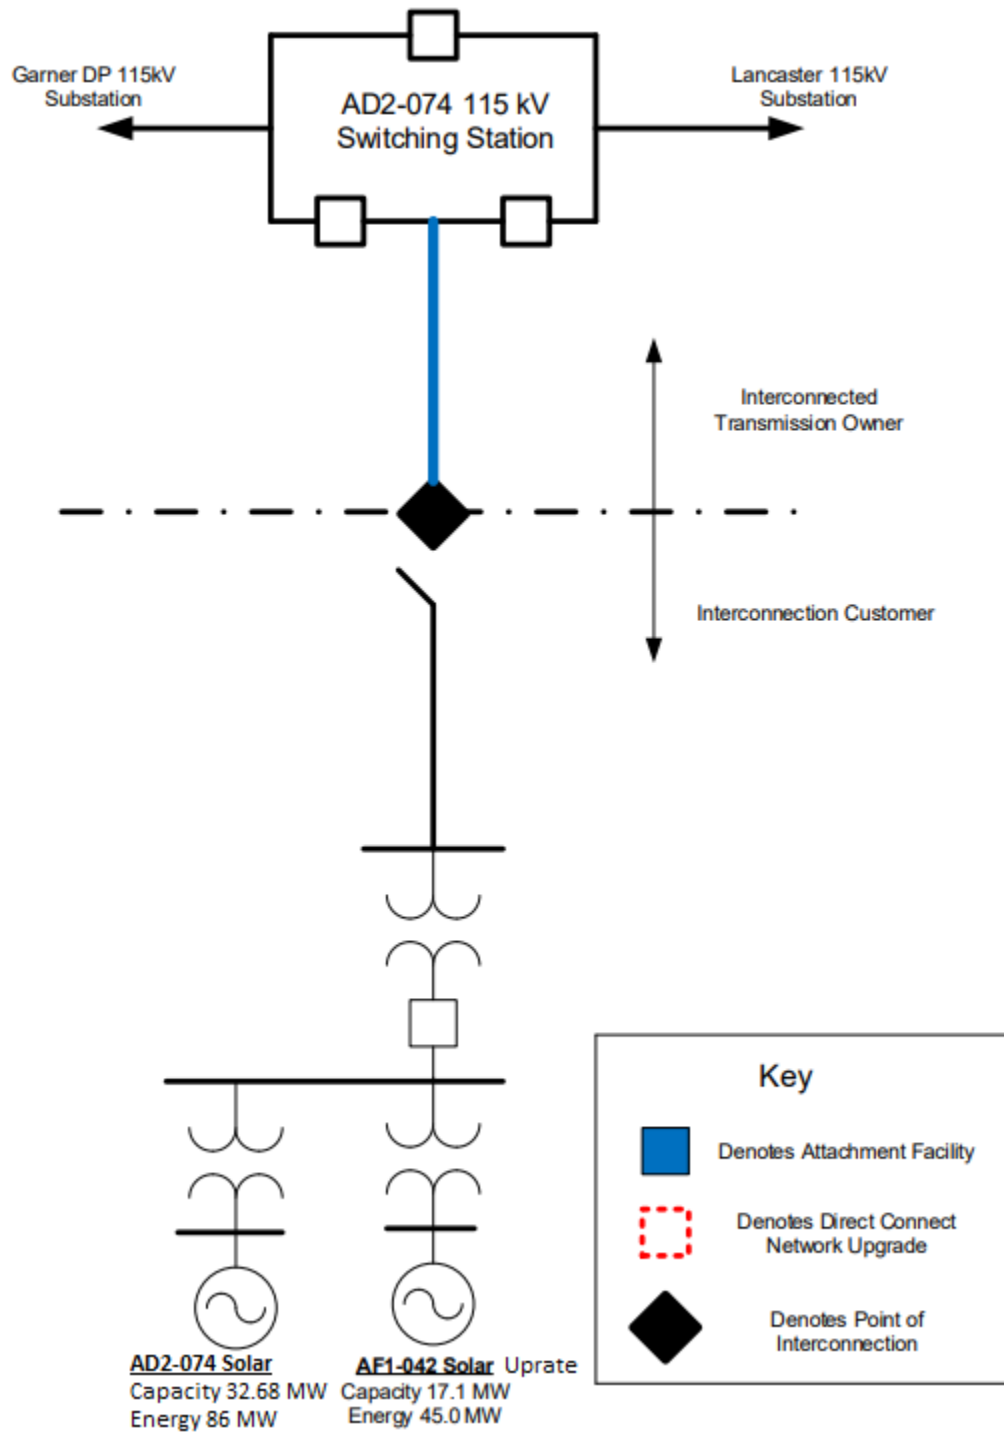 Garner DP 115kV
Substation
AD2-074 115 kV
Switching Station
Lancaster 115kV
Substation
Interconnected
Transmission Owner
Interconnection Customer
Key
Denotes Attachment Facility
Denotes Direct Connect
Network Upgrade
Denotes Point of
Interconnection
AD2-074 Solar
Capacity 32.68 MW
Energy 86 MW
AF1-042 Solar Uprate
Capacity 17.1 MW
Energy 45.0 MW